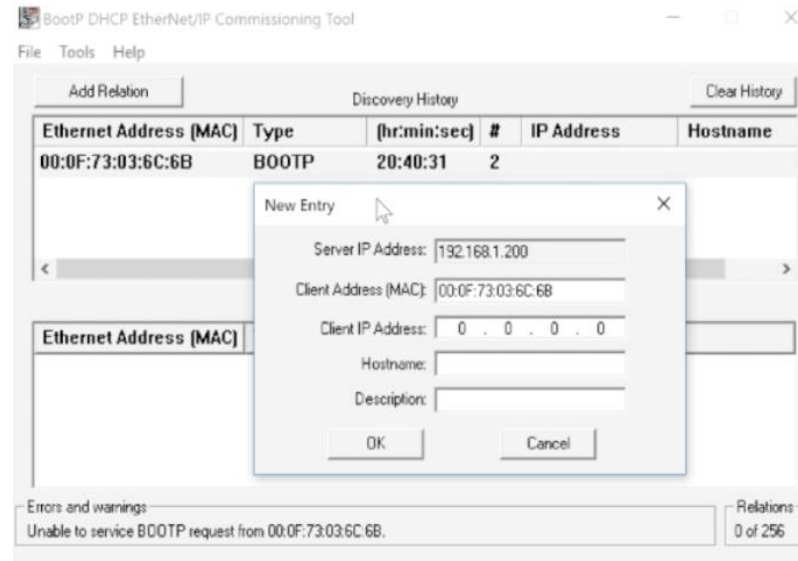 BootP DHCP EtherNet/IP Commissioning Tool
File Tools Help
Add Relation Discovery History Clear History
Ethernet Address (MAC) Type (hr:min:sec) # IP Address Hostname
00:0F:73:03:6C:6B BOOTP 20:40:31 2
New Entry
Server IP Address: 192.168.1.200
Client Address (MAC): 00:0F:73:03:6C:6B
Client IP Address: 0 . 0 . 0 . 0
Hostname:
Description:
OK Cancel
Ethernet Address (MAC)
Errors and warnings
Unable to service BOOTP request from 00:0F:73:03:6C:6B.
Relations
0 of 256